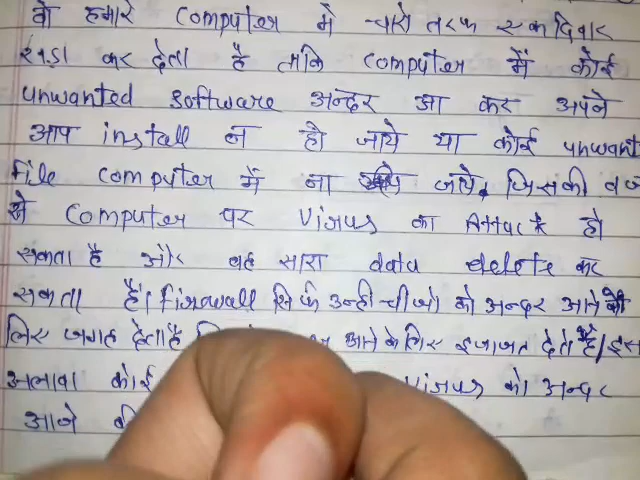 वो हमारे computer में चारो तरफ एक दिवार
खड़ा कर देता है ताकि computer में कोई
unwanted software अन्दर आ कर अपने
आप install न हो जाये या कोई unwant
File computer में ना जाये, जिसकी वज
से computer पर Virus का Attack हो
सकता है और वह सारा data delete कर
सकता है। firewall सिर्फ उन्ही चीजो को अन्दर आने की
लिए जगह देता है आने के लिए इजाजत देते है। इस
अलावा कोई virus को अन्दर
आने की